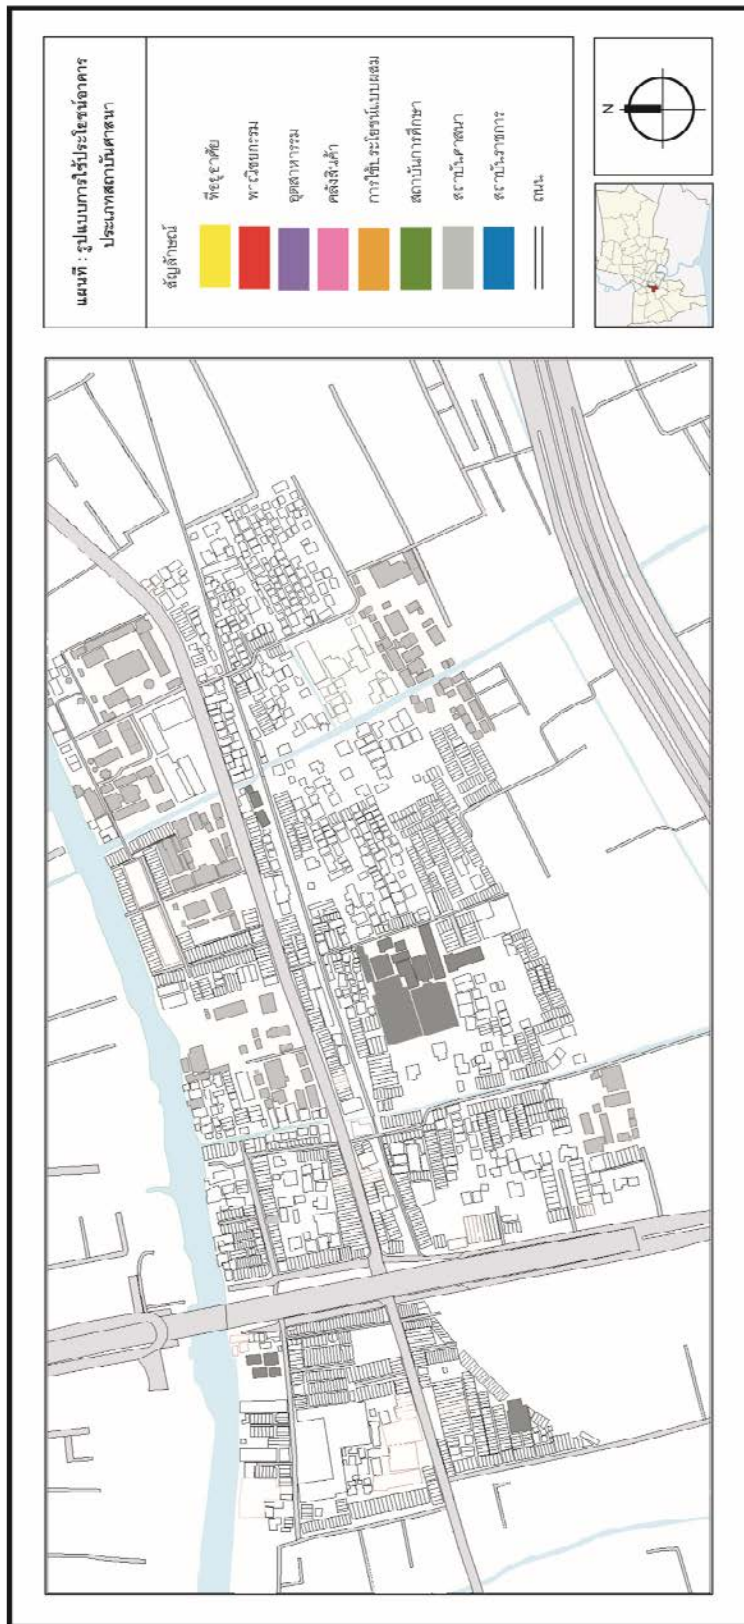 แผนที่ : รูปแบบการใช้ประโยชน์อาคาร
ประเภทสถาบันศาสนา
สัญลักษณ์
ที่อยู่อาศัย
พาณิชยกรรม
อุตสาหกรรม
คลังสินค้า
การใช้ประโยชน์แบบผสม
สถาบันการศึกษา
สถาบันศาสนา
สถาบันราชการ
ถนน
N